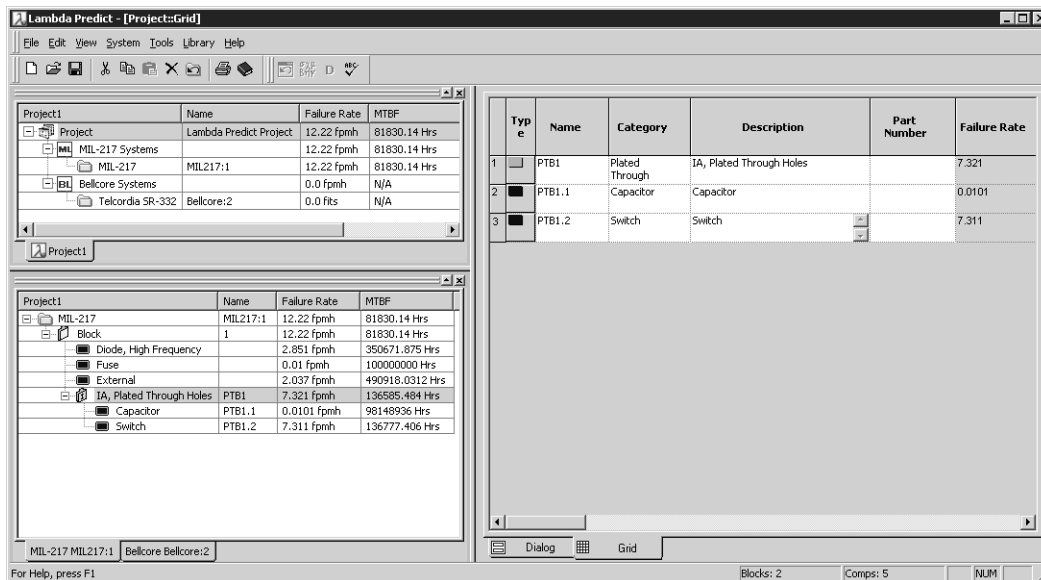 Lambda Predict - [Project::Grid]
File Edit View System Tools Library Help
Project1 Name Failure Rate MTBF
Project Lambda Predict Project 12.22 fpmh 81830.14 Hrs
ML MIL-217 Systems 12.22 fpmh 81830.14 Hrs
MIL-217 MIL217:1 12.22 fpmh 81830.14 Hrs
BL Bellcore Systems 0.0 fpmh N/A
Telcordia SR-332 Bellcore:2 0.0 fits N/A
Project1
Project1 Name Failure Rate MTBF
MIL-217 MIL217:1 12.22 fpmh 81830.14 Hrs
Block 1 12.22 fpmh 81830.14 Hrs
Diode, High Frequency 2.851 fpmh 350671.875 Hrs
Fuse 0.01 fpmh 100000000 Hrs
External 2.037 fpmh 490918.0312 Hrs
IA, Plated Through Holes PTB1 7.321 fpmh 136585.484 Hrs
Capacitor PTB1.1 0.0101 fpmh 98148936 Hrs
Switch PTB1.2 7.311 fpmh 136777.406 Hrs
MIL-217 MIL217:1 Bellcore Bellcore:2
Typ
e Name Category Description Part
Number Failure Rate
1 PTB1 Plated
Through IA, Plated Through Holes 7.321
2 PTB1.1 Capacitor Capacitor 0.0101
3 PTB1.2 Switch Switch 7.311
Dialog Grid
For Help, press F1 Blocks: 2 Comps: 5 NUM